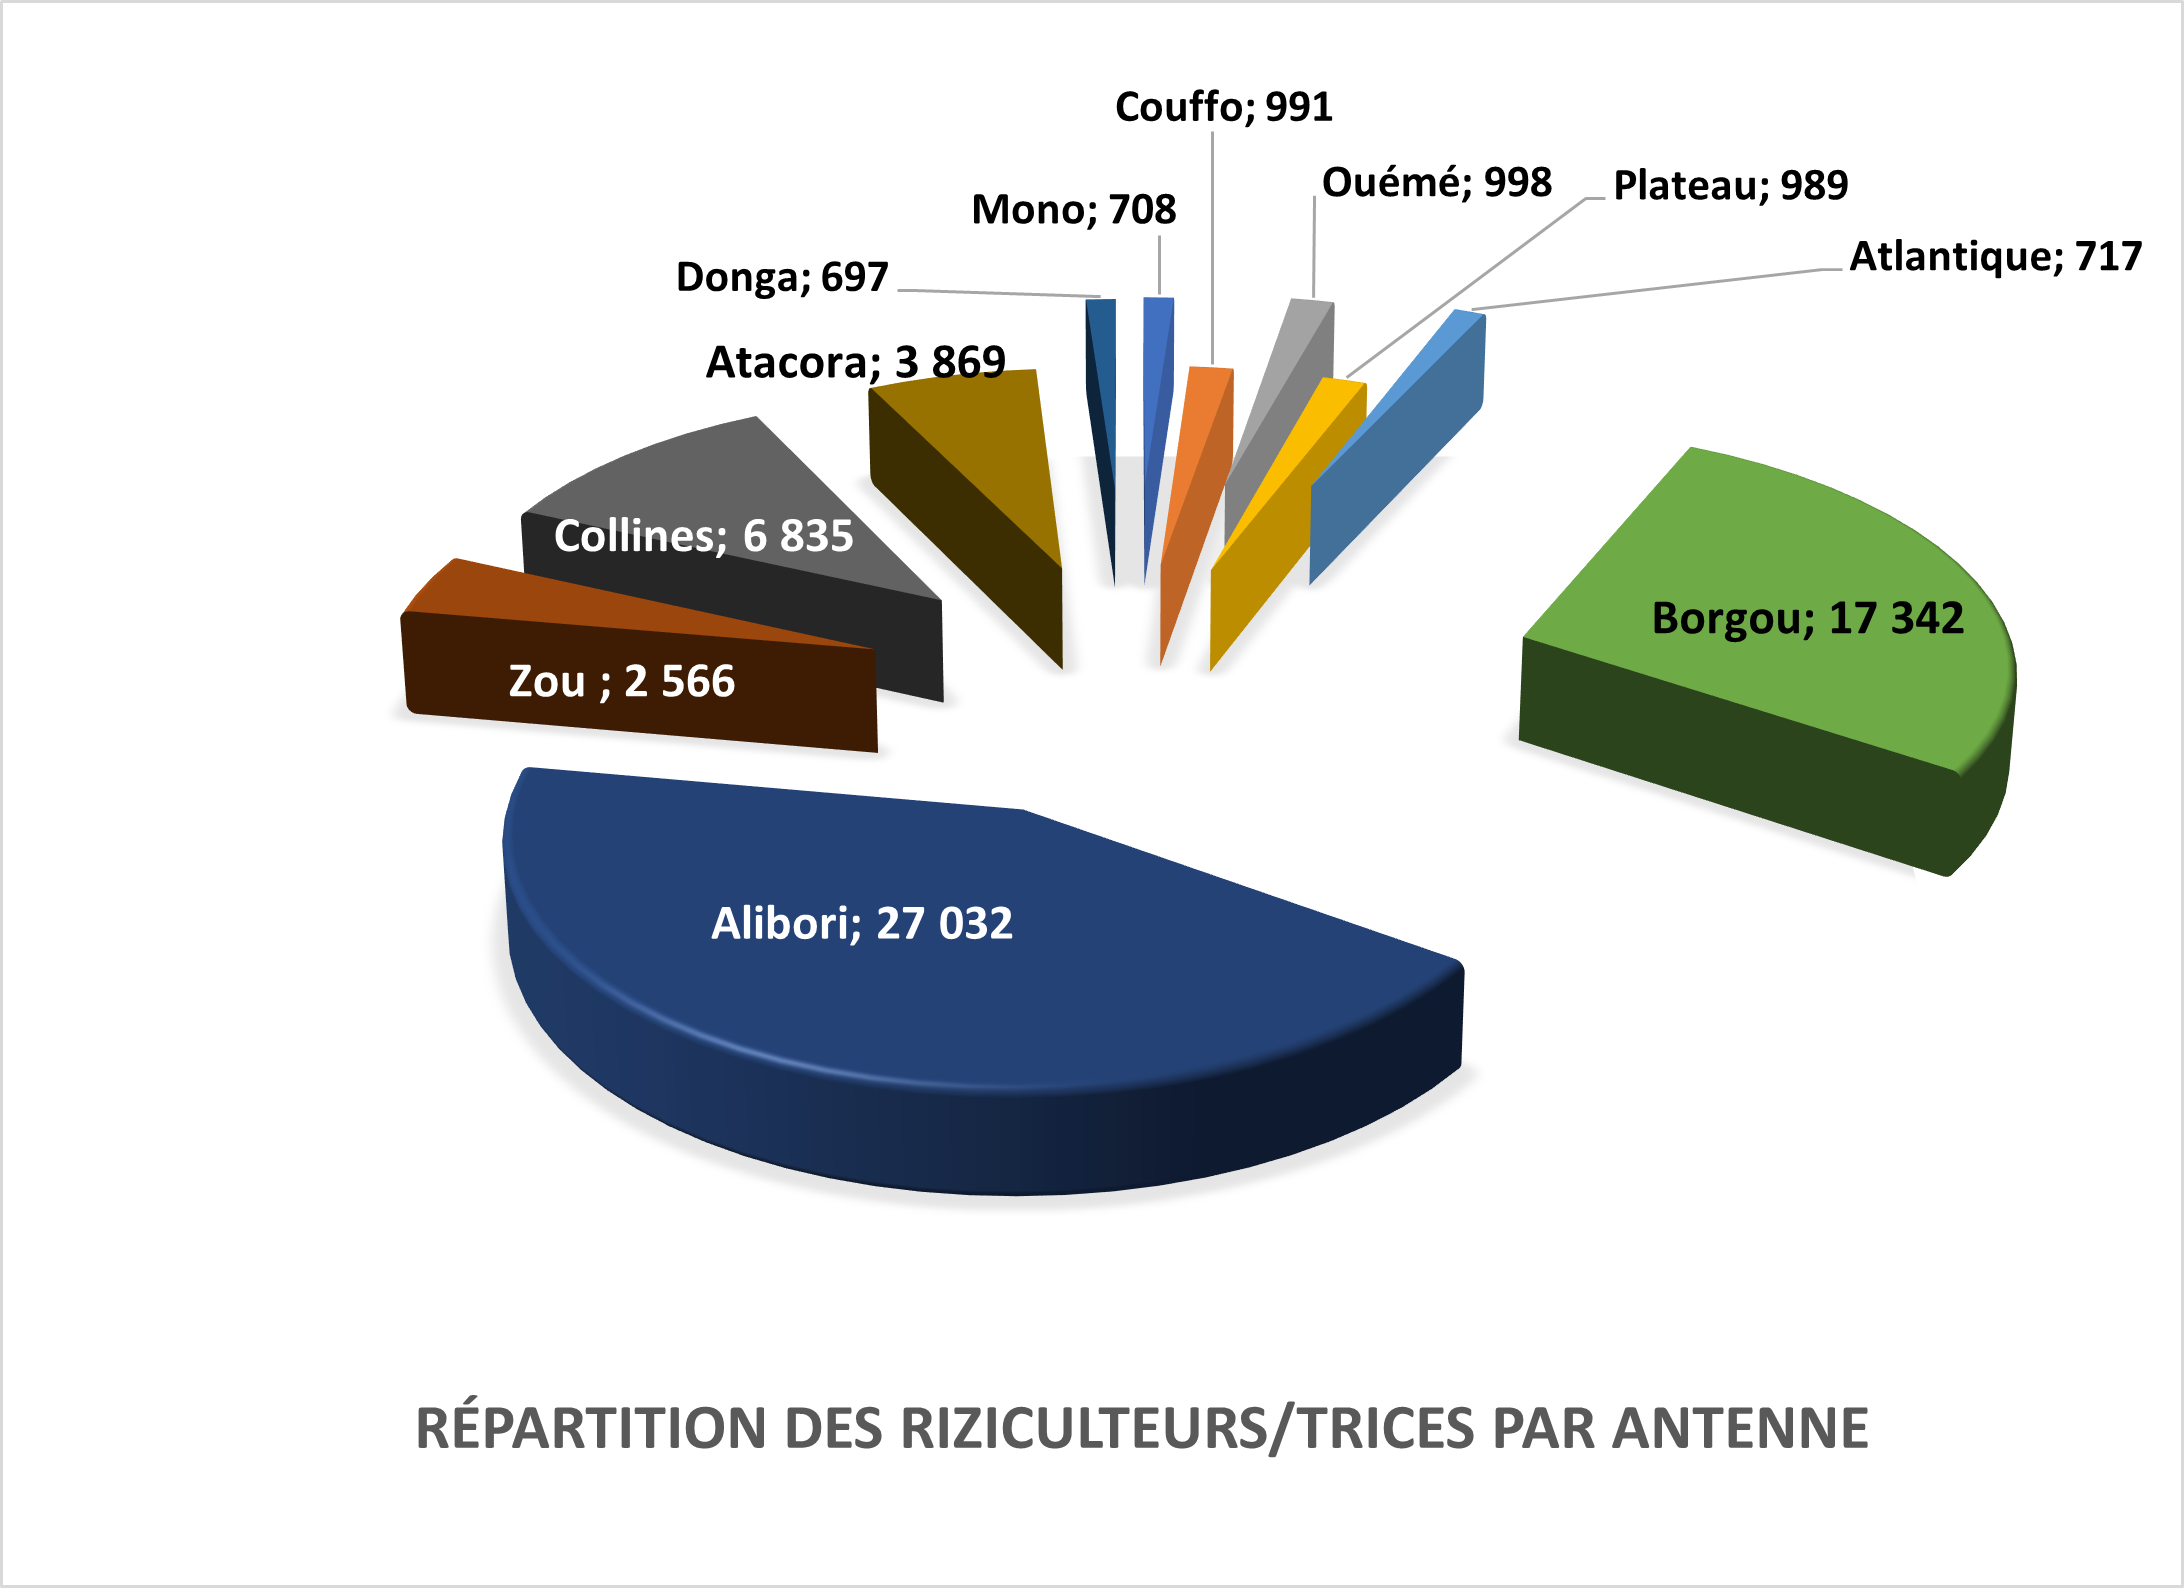 Couffo; 991
Ouémé; 998
Plateau; 989
Mono; 708
Atlantique; 717
Donga; 697
Atacora; 3 869
Collines; 6 835
Borgou; 17 342
Zou ; 2 566
Alibori; 27 032
RÉPARTITION DES RIZICULTEURS/TRICES PAR ANTENNE